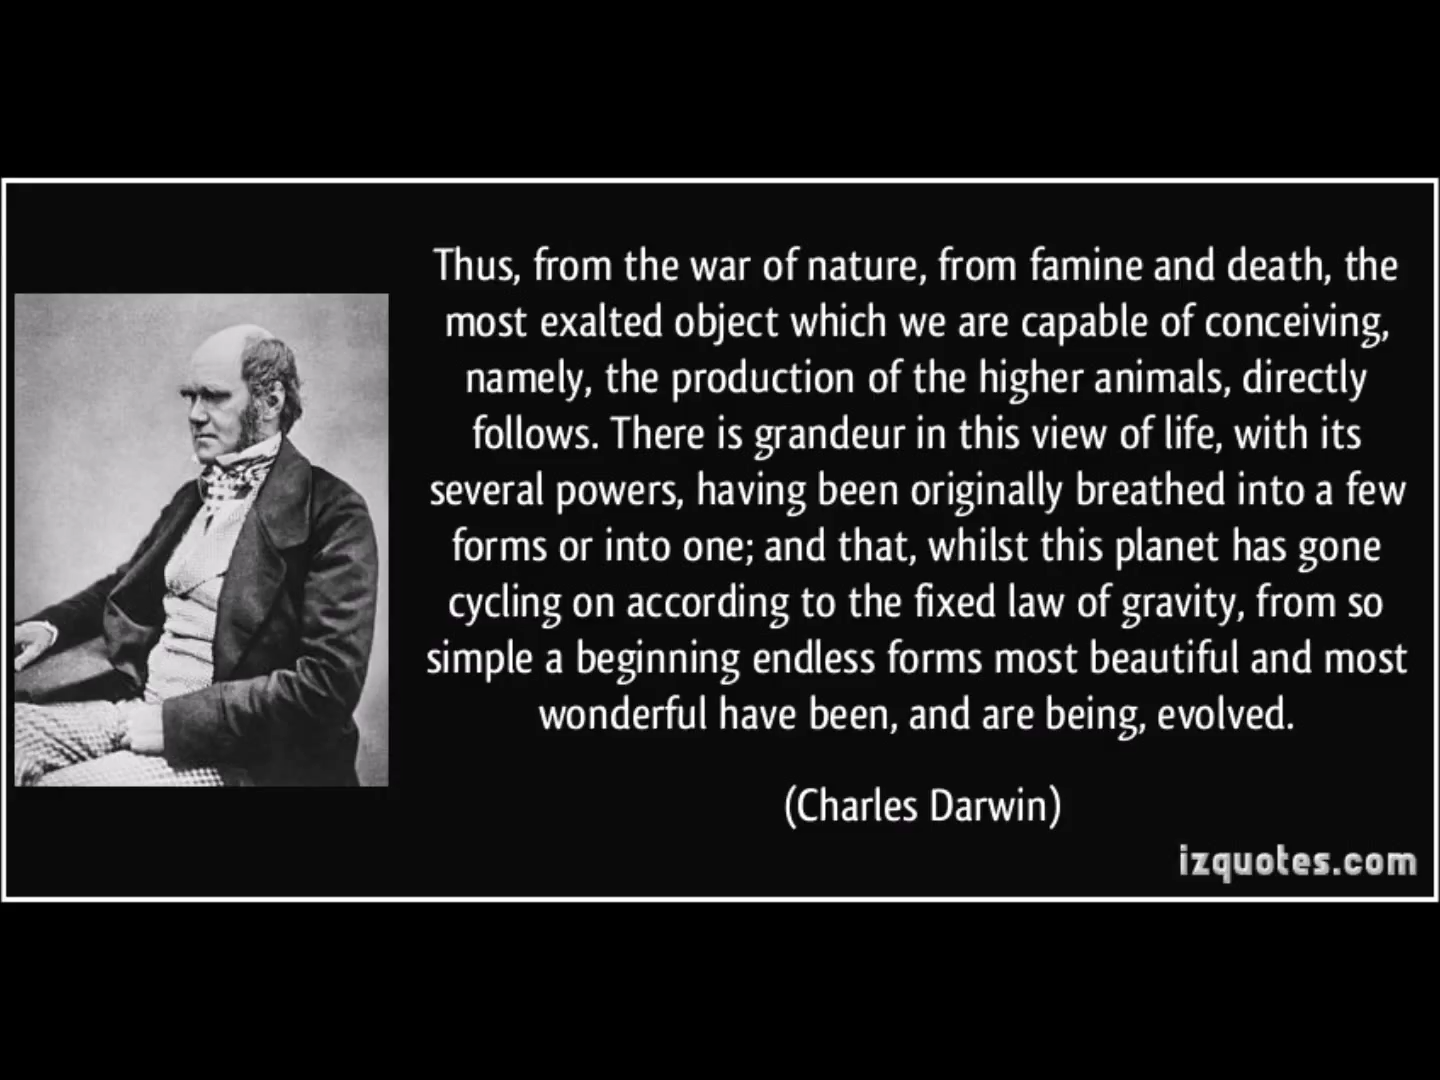 Thus, from the war of nature, from famine and death, the
most exalted object which we are capable of conceiving,
namely, the production of the higher animals, directly
follows. There is grandeur in this view of life, with its
several powers, having been originally breathed into a few
forms or into one; and that, whilst this planet has gone
cycling on according to the fixed law of gravity, from so
simple a beginning endless forms most beautiful and most
wonderful have been, and are being, evolved.
(Charles Darwin)
izquotes.com